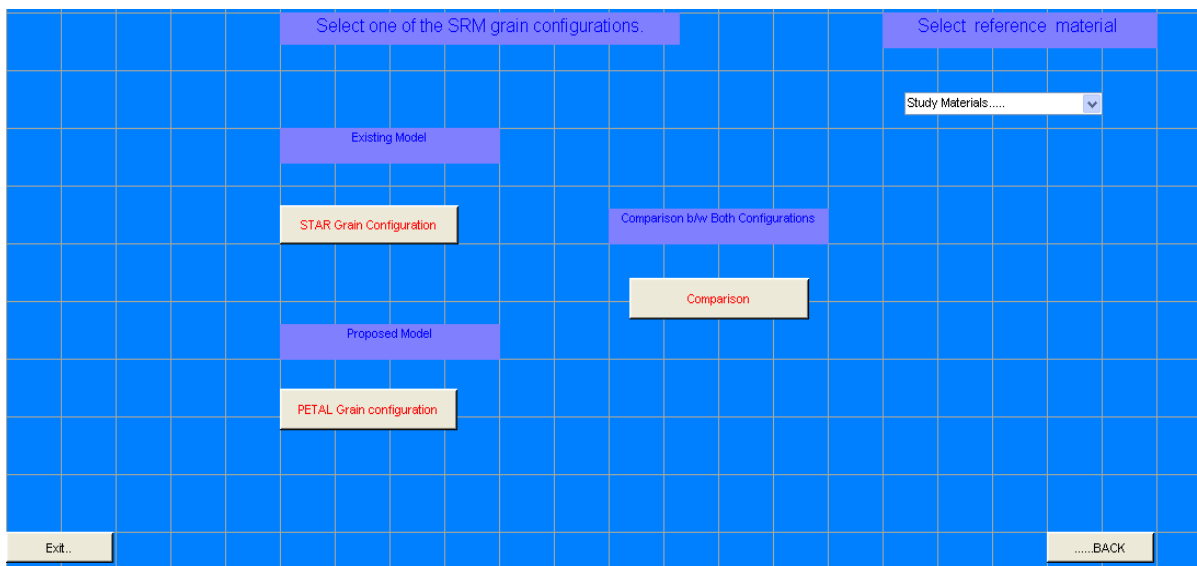 Select one of the SRM grain configurations.
Select reference material
Study Materials.....
Existing Model
STAR Grain Configuration
Comparison b/w Both Configurations
Comparison
Proposed Model
PETAL Grain configuration
Exit..
......BACK